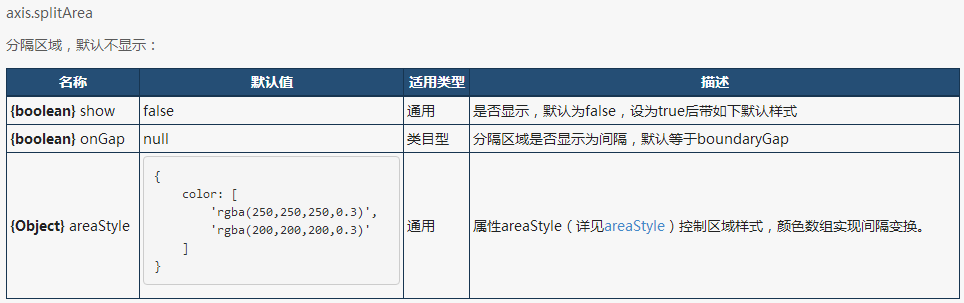 axis.splitArea
分隔区域，默认不显示：
名称 默认值 适用类型 描述
{boolean} show false 通用 是否显示，默认为false，设为true后带如下默认样式
{boolean} onGap null 类目型 分隔区域是否显示为间隔，默认等于boundaryGap
{
color: [
'rgba(250,250,250,0.3)',
{Object} areaStyle 'rgba(200,200,200,0.3)' 通用 属性areaStyle（详见areaStyle）控制区域样式，颜色数组实现间隔变换。
]
}